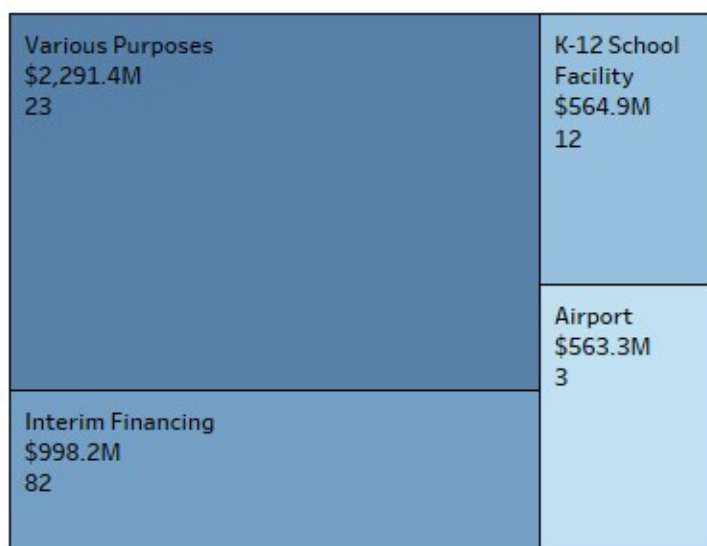 Various Purposes
$2,291.4M
23
K-12 School
Facility
$564.9M
12
Airport
$563.3M
3
Interim Financing
$998.2M
82